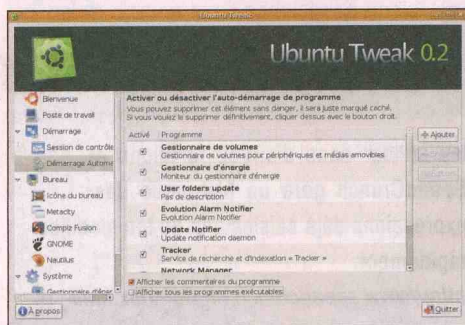 Ubuntu Tweak
Ubuntu Tweak 0.2
Bienvenue
Poste de travail
Démarrage
Session de contrôle
Démarrage Autom
Bureau
Icône du bureau
Metacity
Compiz Fusion
GNOME
Nautilus
Système
Gestionnaire d'éner
Activer ou désactiver l'auto-démarrage de programme
Vous pouvez supprimer cet élément sans danger, il sera juste marqué caché.
Si vous voulez le supprimer définitivement, cliquer dessus avec le bouton droit.
Activé Programme
Gestionnaire de volumes
Gestionnaire de volumes pour périphériques et médias amovibles
Gestionnaire d'énergie
Moniteur du gestionnaire d'énergie
User folders update
Pas de description
Evolution Alarm Notifier
Evolution Alarm Notifier
Update Notifier
Update notification daemon
Tracker
Service de recherche et d'indexation « Tracker »
Network Manager
Ajouter
Afficher les commentaires du programme
Afficher tous les programmes exécutables
À propos
Quitter